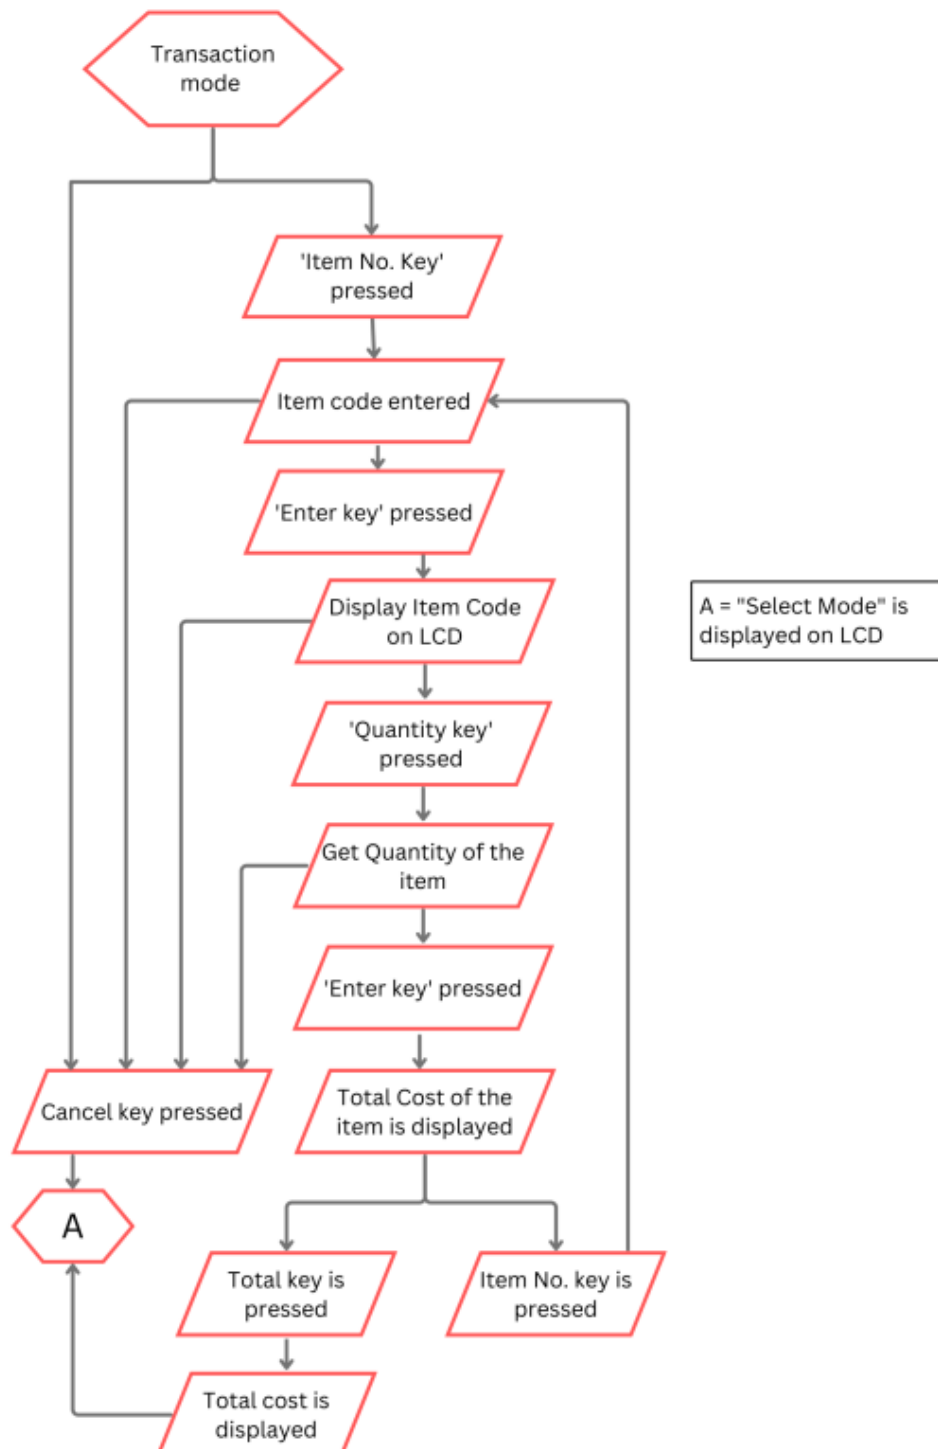 Transaction
mode
'Item No. Key'
pressed
Item code entered
'Enter key' pressed
Display Item Code
on LCD
A = "Select Mode" is
displayed on LCD
'Quantity key'
pressed
Get Quantity of the
item
'Enter key' pressed
Cancel key pressed
Total Cost of the
item is displayed
A
Total key is
pressed
Item No. key is
pressed
Total cost is
displayed